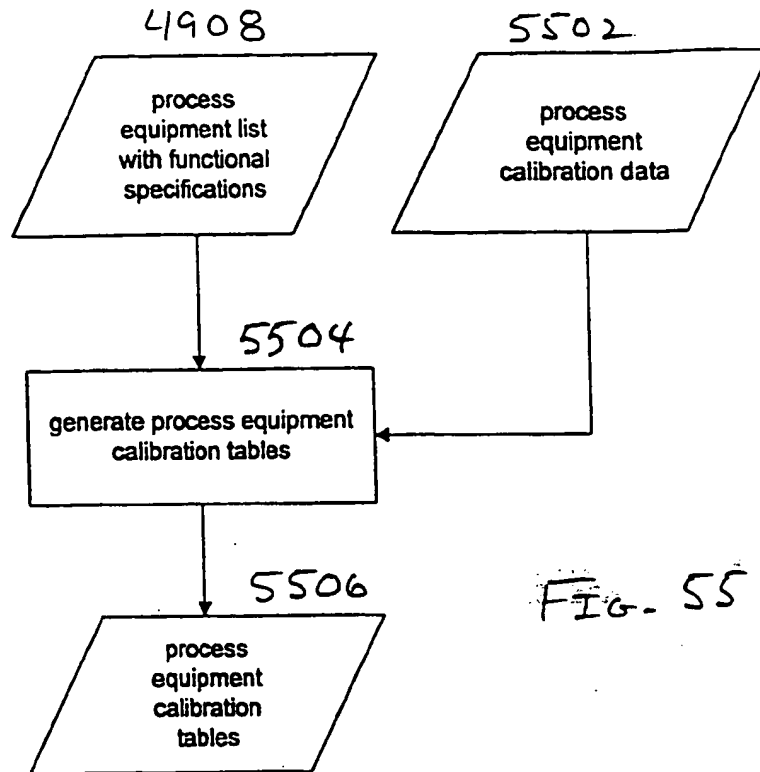 4908
5502
process
equipment list
with functional
specifications
process
equipment
calibration data
5504
generate process equipment
calibration tables
5506
FIG. 55
process
equipment
calibration
tables